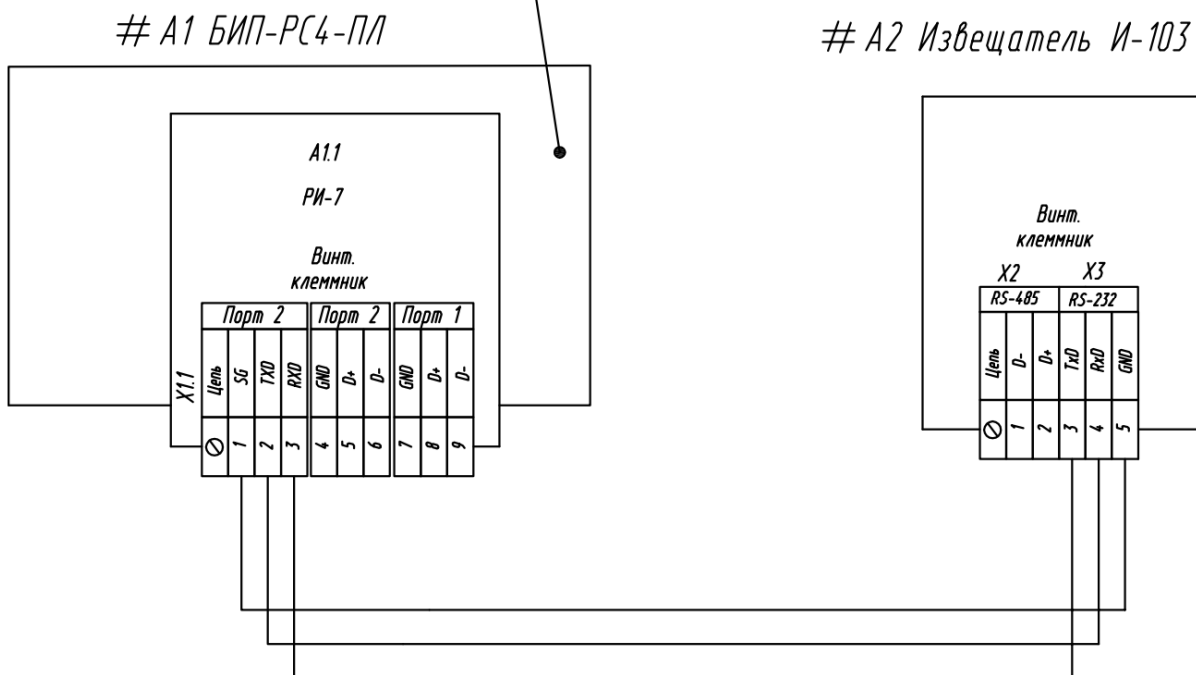 # A1 БИП-РС4-ПЛ
# A2 Извещатель И-103
A1.1
РИ-7
Винт.
клеммник
X1.1
Порт 2 Порт 2 Порт 1
Цепь SG TXD RXD GND D+ D- GND D+ D-
1 2 3 4 5 6 7 8 9
Винт.
клеммник
X2 X3
RS-485 RS-232
Цепь D- D+ TxD RxD GND
1 2 3 4 5